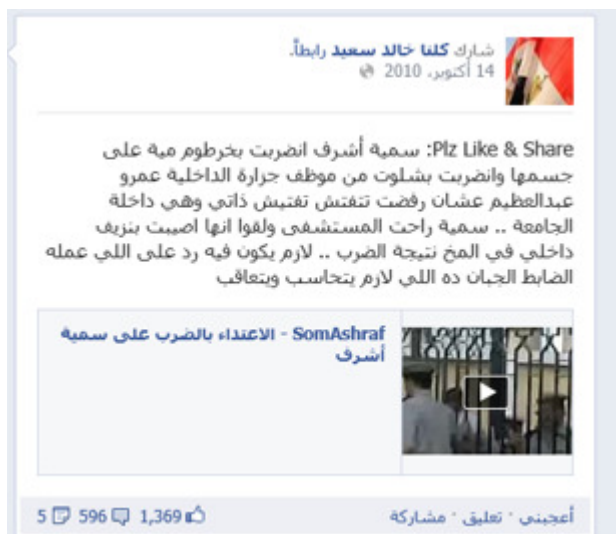 شارك كلنا خالد سعيد رابطاً.
14 أكتوبر، 2010
Plz Like & Share: سمية أشرف انضربت بخرطوم مية على
جسمها وانضربت بشلوت من موظف جرارة الداخلية عمرو
عبدالعظيم عشان رفضت تتفتش تفتيش ذاتي وهي داخلة
الجامعة .. سمية راحت المستشفى ولقوا انها اصيبت بنزيف
داخلي في المخ نتيجة الضرب .. لازم يكون فيه رد على اللي عمله
الضابط الجبان ده اللي لازم يتحاسب ويتعاقب
SomAshraf - الاعتداء بالضرب على سمية
أشرف
أعجبني · تعليق · مشاركة
1,369 596 5